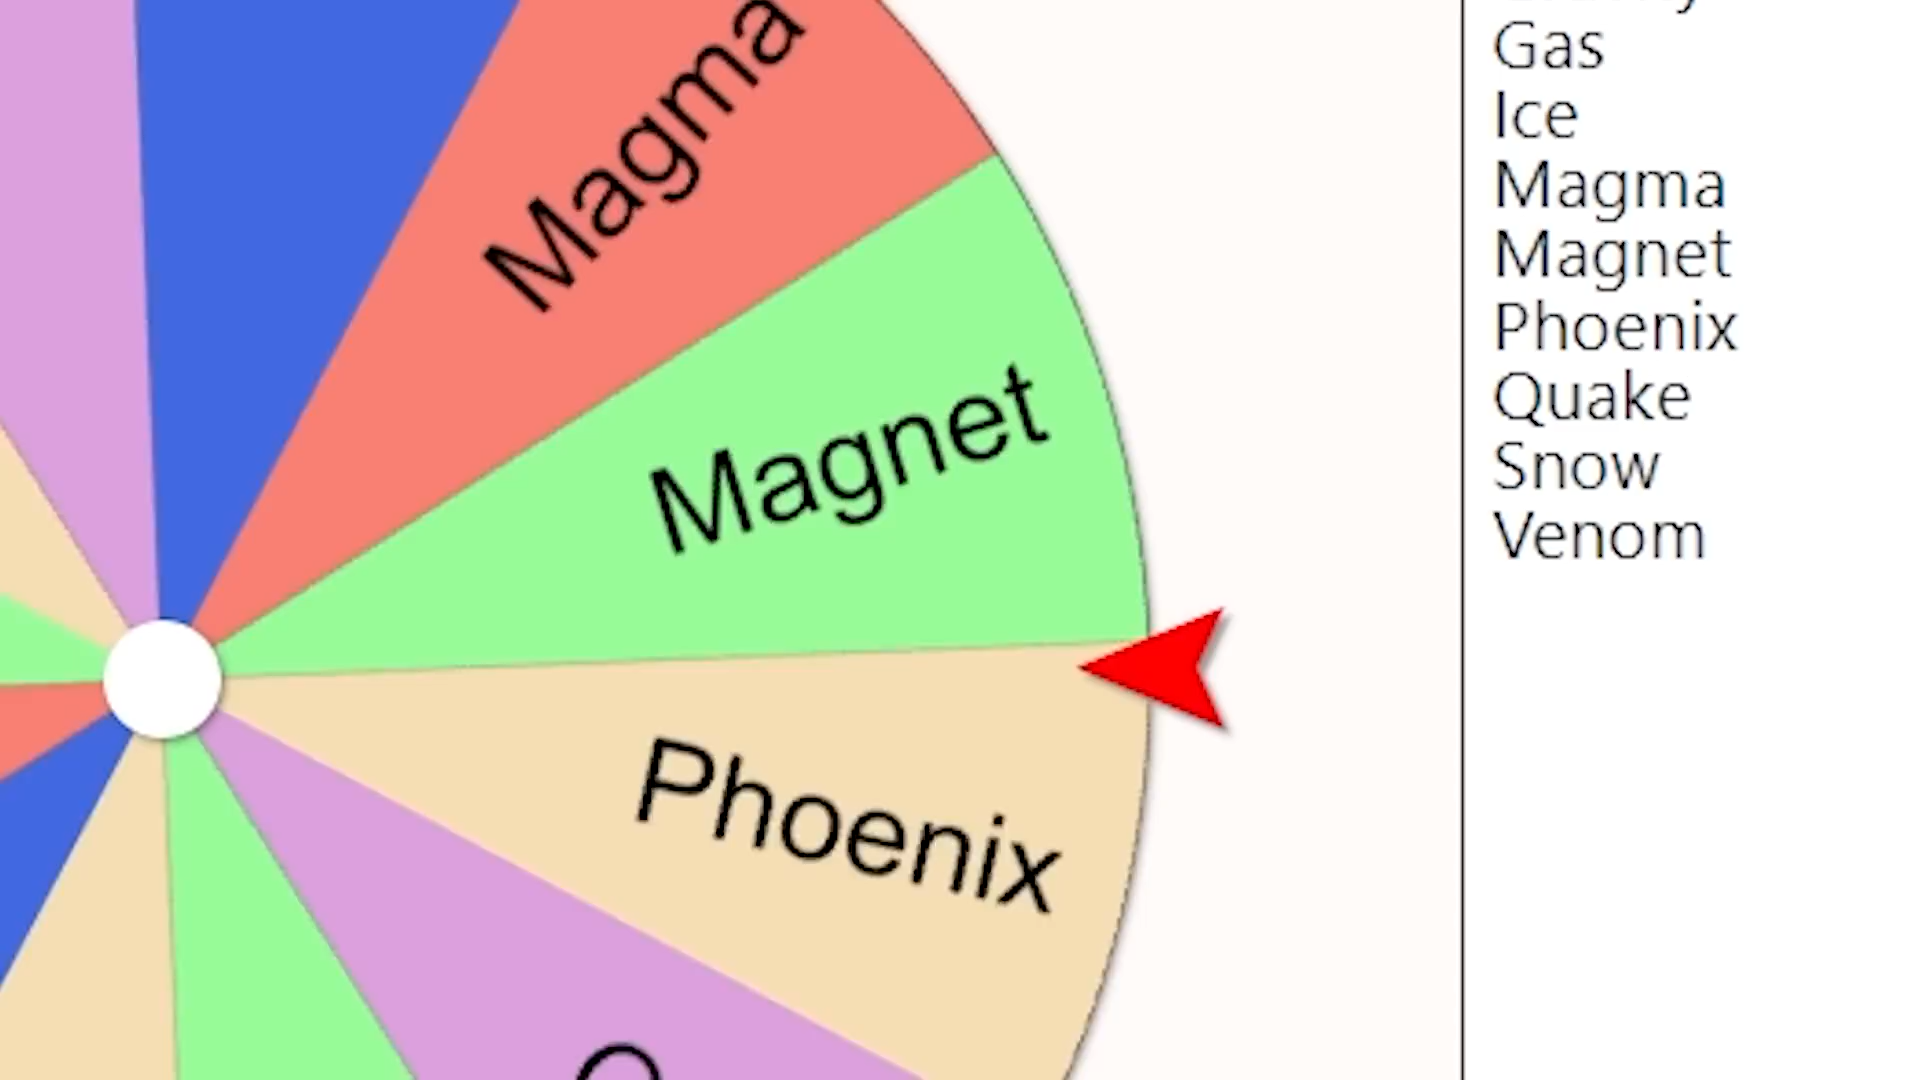 Magma
Magnet
Phoenix
Gas
Ice
Magma
Magnet
Phoenix
Quake
Snow
Venom